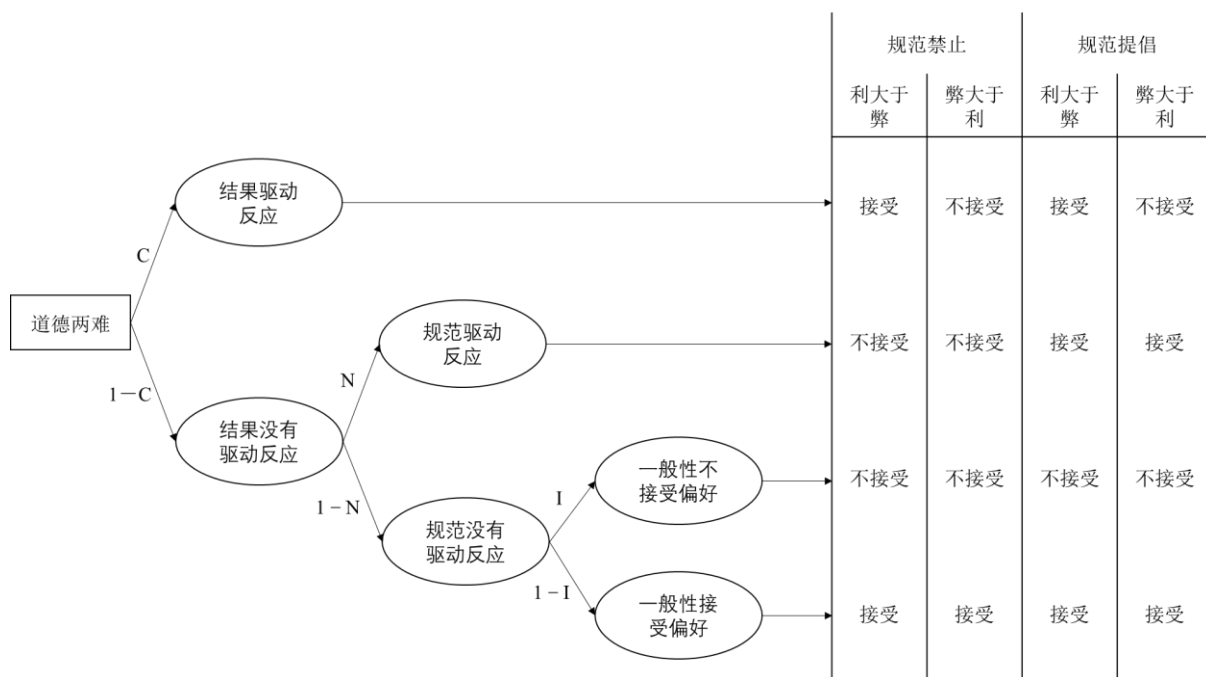 规范禁止
规范提倡
利大于
弊
弊大于
利
利大于
弊
弊大于
利
结果驱动
反应
C
接受
不接受
接受
不接受
道德两难
1－C
规范驱动
反应
N
不接受
不接受
接受
接受
结果没有
驱动反应
1－N
一般性不
接受偏好
I
不接受
不接受
不接受
不接受
规范没有
驱动反应
1－I
一般性接
受偏好
接受
接受
接受
接受